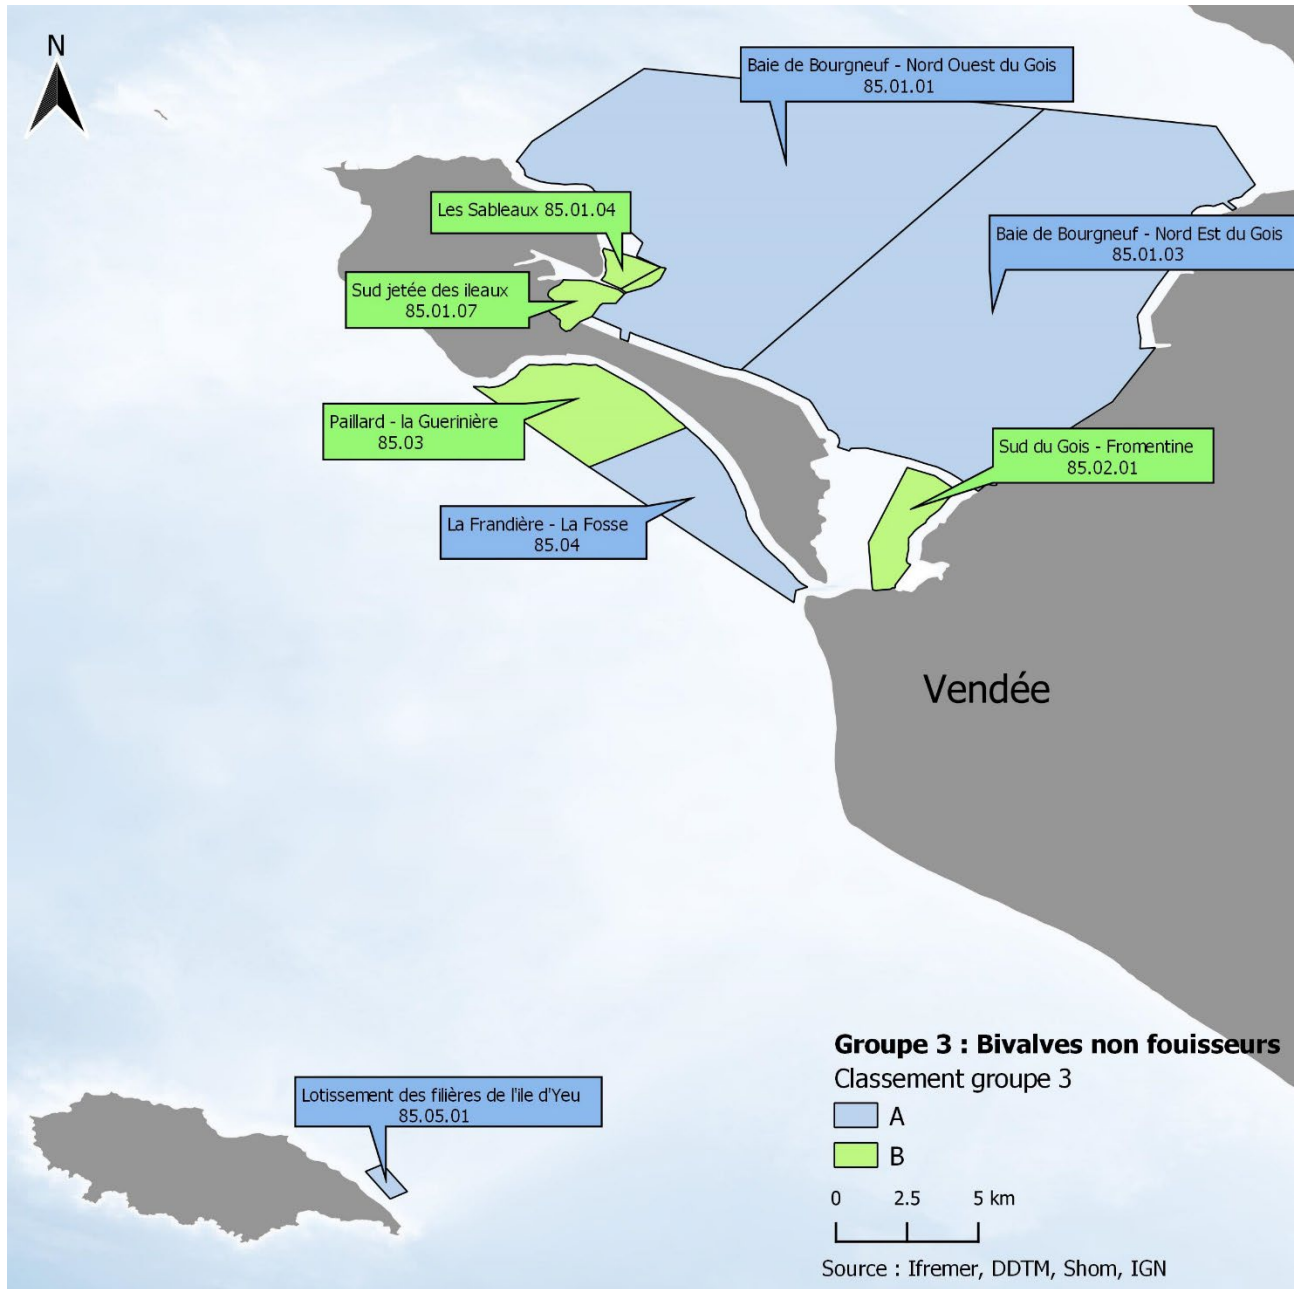 N
Baie de Bourgneuf - Nord Ouest du Gois
85.01.01
Les Sableaux 85.01.04
Baie de Bourgneuf - Nord Est du Gois
85.01.03
Sud jetée des ileaux
85.01.07
Paillard - la Guerinière
85.03
Sud du Gois - Fromentine
85.02.01
La Frandière - La Fosse
85.04
Vendée
Lotissement des filières de l'ile d'Yeu
85.05.01
Groupe 3 : Bivalves non fouisseurs
Classement groupe 3
A
B
0 2.5 5 km
Source : Ifremer, DDTM, Shom, IGN